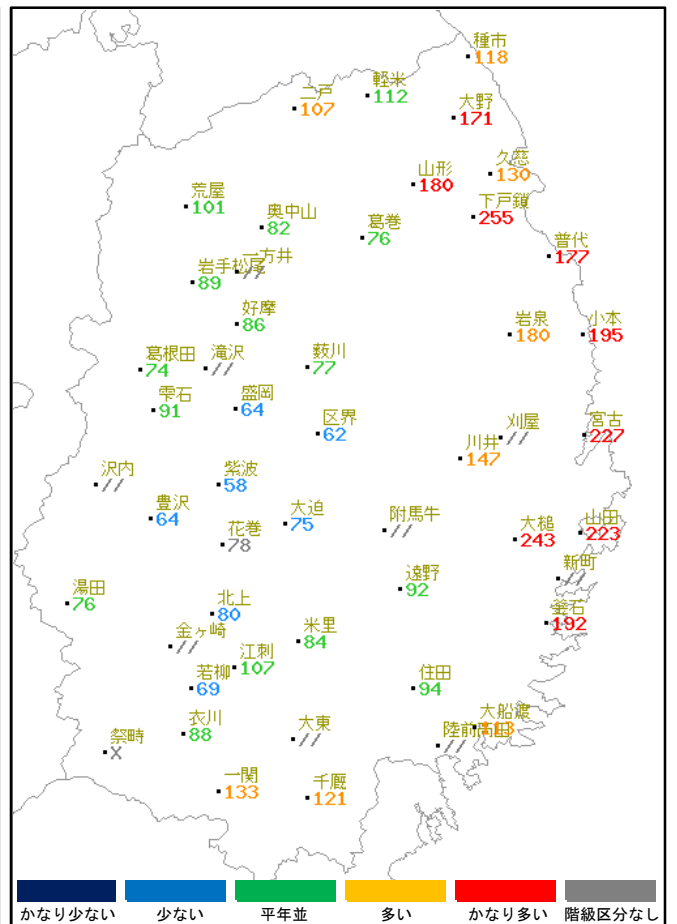 種市
118
軽米
112
二戸
107
大野
171
久慈
130
山形
180
下戸鎖
255
荒屋
101
奥中山
82
葛巻
76
普代
177
一方井
//
岩手松尾
89
好摩
86
岩泉
180
小本
195
葛根田
74
滝沢
//
薮川
77
雫石
91
盛岡
64
区界
62
刈屋
//
宮古
227
川井
147
沢内
//
紫波
58
豊沢
64
大迫
75
附馬牛
//
花巻
78
大槌
243
山田
223
新町
//
遠野
92
湯田
76
北上
80
釜石
192
金ヶ崎
//
米里
84
江刺
107
若柳
69
住田
94
衣川
88
大東
//
大船渡
113
陸前高田
//
祭畤
X
一関
133
千厩
121
かなり少ない 少ない 平年並 多い かなり多い 階級区分なし